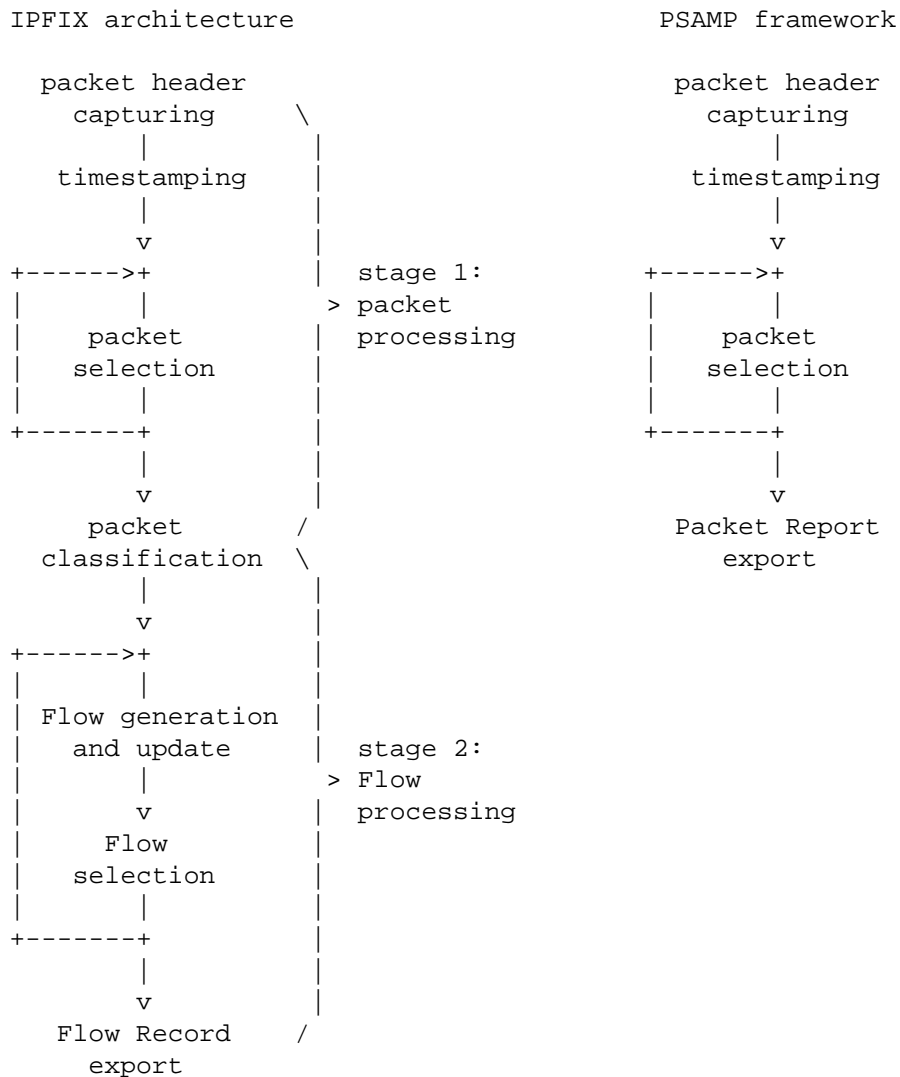 IPFIX architecture PSAMP framework
packet header packet header
capturing \ capturing
| | |
timestamping | timestamping
| | |
v | v
+------>+ | stage 1: +------>+
| | > packet | |
| packet | processing | packet
| selection | | selection
| | | | |
+-------+ | +-------+
| | |
v | v
packet / Packet Report
classification \ export
| |
v |
+------>+ |
| | |
| Flow generation |
| and update | stage 2:
| | > Flow
| v | processing
| Flow |
| selection |
| | |
+-------+ |
| |
v |
Flow Record /
export